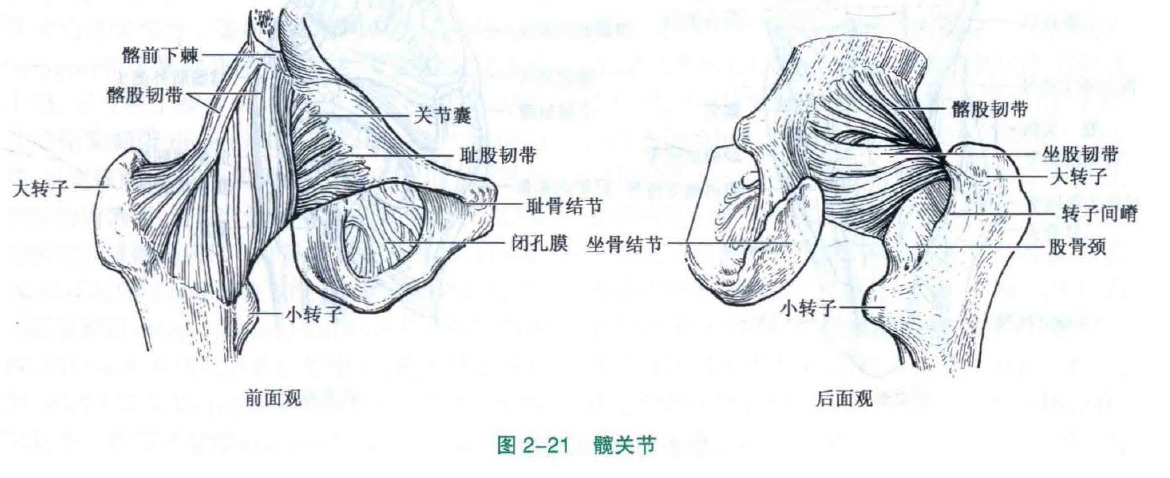 髂前下棘
髂股韧带
关节囊
耻股韧带
大转子
耻骨结节
闭孔膜
小转子
前面观
髂股韧带
坐股韧带
大转子
转子间嵴
坐骨结节
股骨颈
小转子
后面观
图 2-21 髋关节